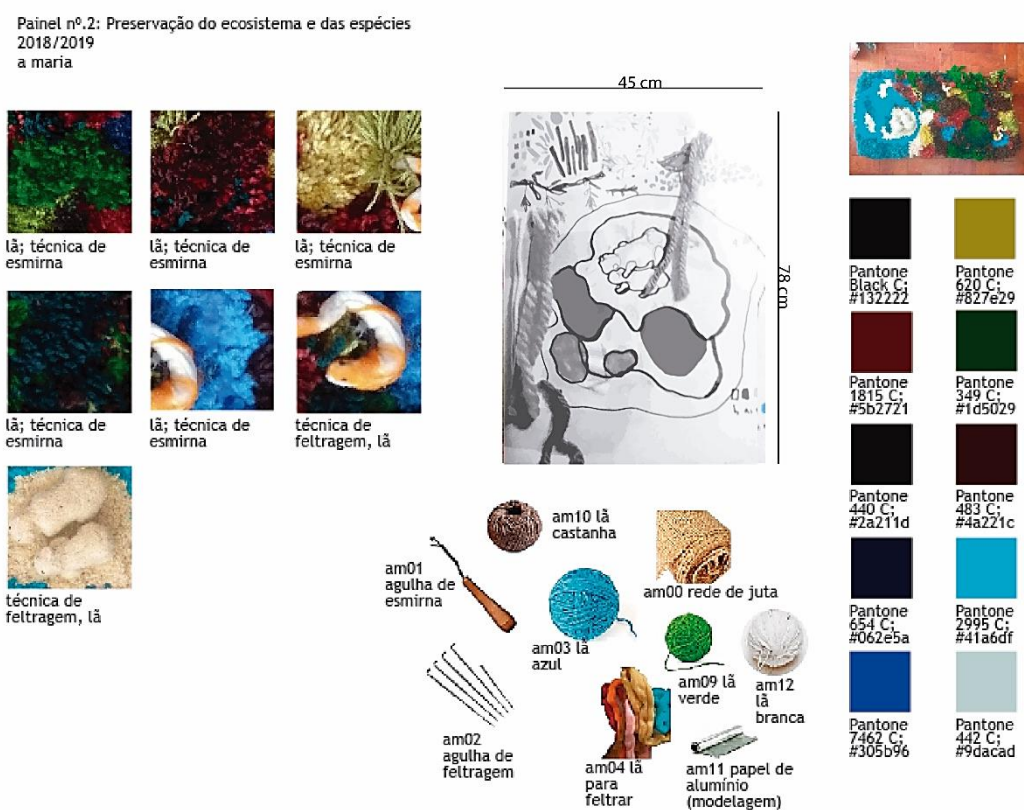 Painel nº.2: Preservação do ecosistema e das espécies
2018/2019
a maria
45 cm
78 cm
lã; técnica de
esmirna
lã; técnica de
esmirna
lã; técnica de
esmirna
lã; técnica de
esmirna
lã; técnica de
esmirna
técnica de
feltragem, lã
técnica de
feltragem, lã
am10 lã
castanha
am01
agulha de
esmirna
am00 rede de juta
am03 lã
azul
am09 lã
verde
am12
lã
branca
am02
agulha de
feltragem
am04 lã
para
feltrar
am11 papel de
alumínio
(modelagem)
Pantone
Black C;
#132222
Pantone
620 C;
#827e29
Pantone
1815 C;
#5b2721
Pantone
349 C;
#1d5029
Pantone
440 C;
#2a211d
Pantone
483 C;
#4a221c
Pantone
654 C;
#062e5a
Pantone
2995 C;
#41a6df
Pantone
7462 C;
#305b96
Pantone
442 C;
#9dacad